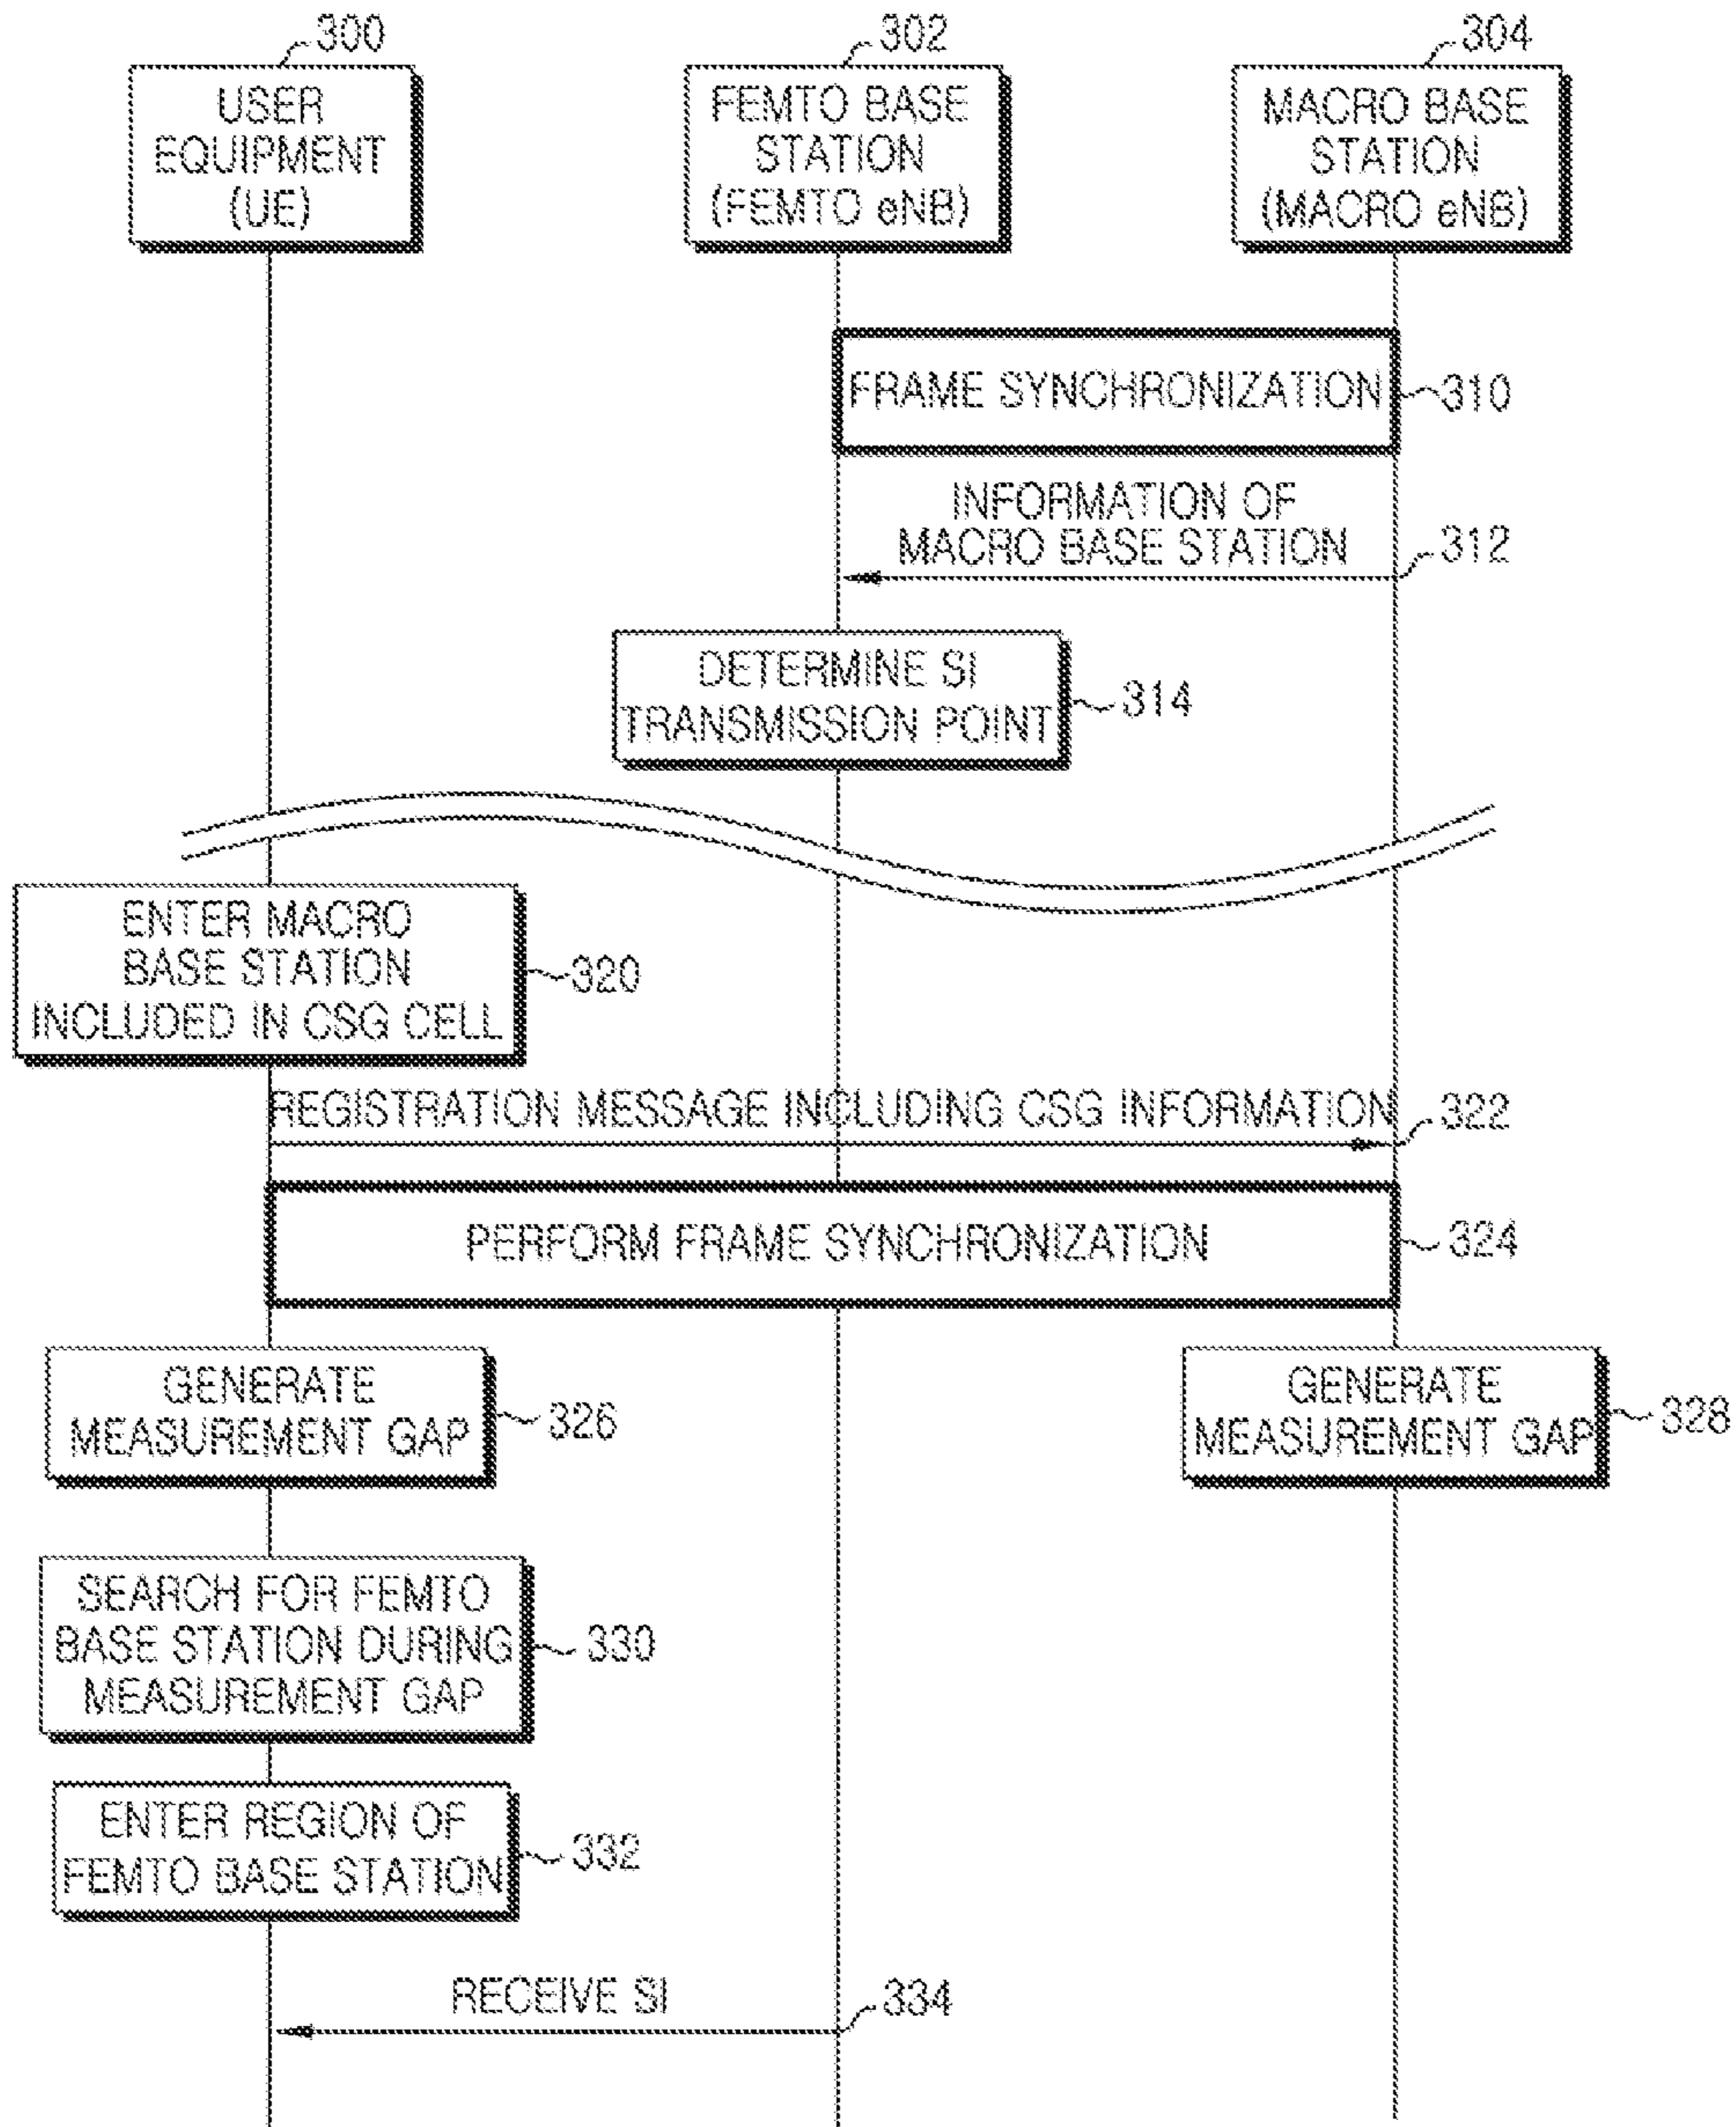 300
USER
EQUIPMENT
(UE)
302
FEMTO BASE
STATION
(FEMTO eNB)
304
MACRO BASE
STATION
(MACRO eNB)
FRAME SYNCHRONIZATION
310
INFORMATION OF
MACRO BASE STATION
312
DETERMINE SI
TRANSMISSION POINT
314
ENTER MACRO
BASE STATION
INCLUDED IN CSG CELL
320
REGISTRATION MESSAGE INCLUDING CSG INFORMATION
322
PERFORM FRAME SYNCHRONIZATION
324
GENERATE
MEASUREMENT GAP
326
GENERATE
MEASUREMENT GAP
328
SEARCH FOR FEMTO
BASE STATION DURING
MEASUREMENT GAP
330
ENTER REGION OF
FEMTO BASE STATION
332
RECEIVE SI
334